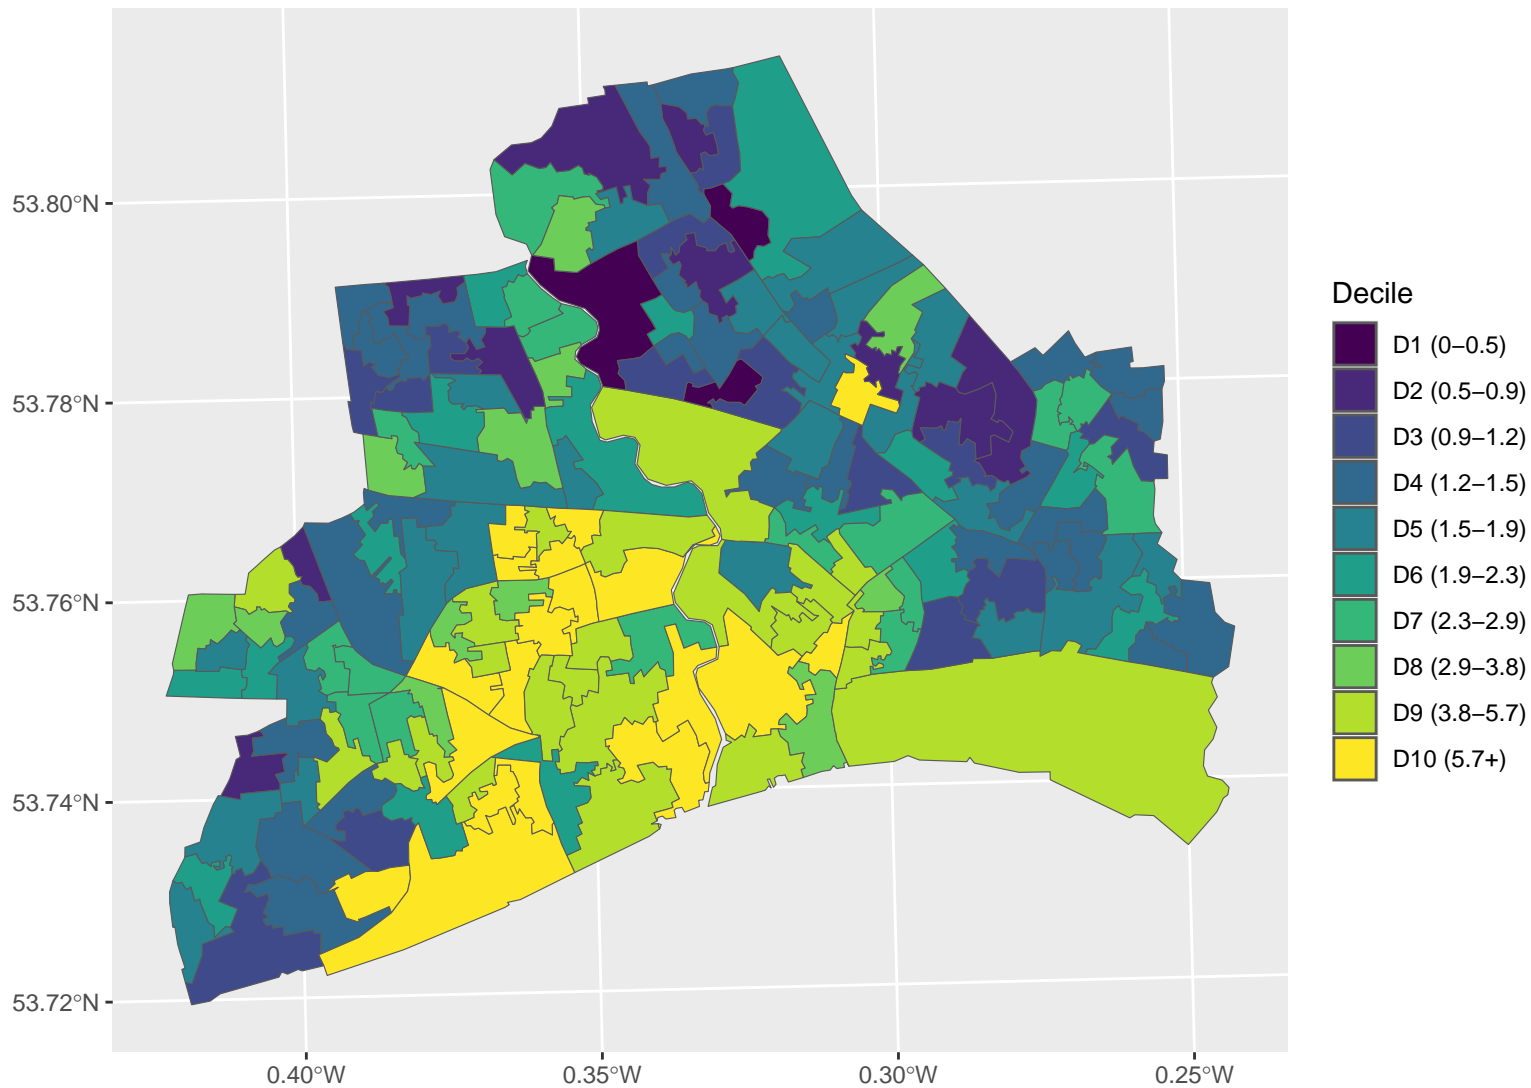 53.80°N
53.78°N
53.76°N
53.74°N
53.72°N
0.40°W
0.35°W
0.30°W
0.25°W
Decile
D1 (0–0.5)
D2 (0.5–0.9)
D3 (0.9–1.2)
D4 (1.2–1.5)
D5 (1.5–1.9)
D6 (1.9–2.3)
D7 (2.3–2.9)
D8 (2.9–3.8)
D9 (3.8–5.7)
D10 (5.7+)